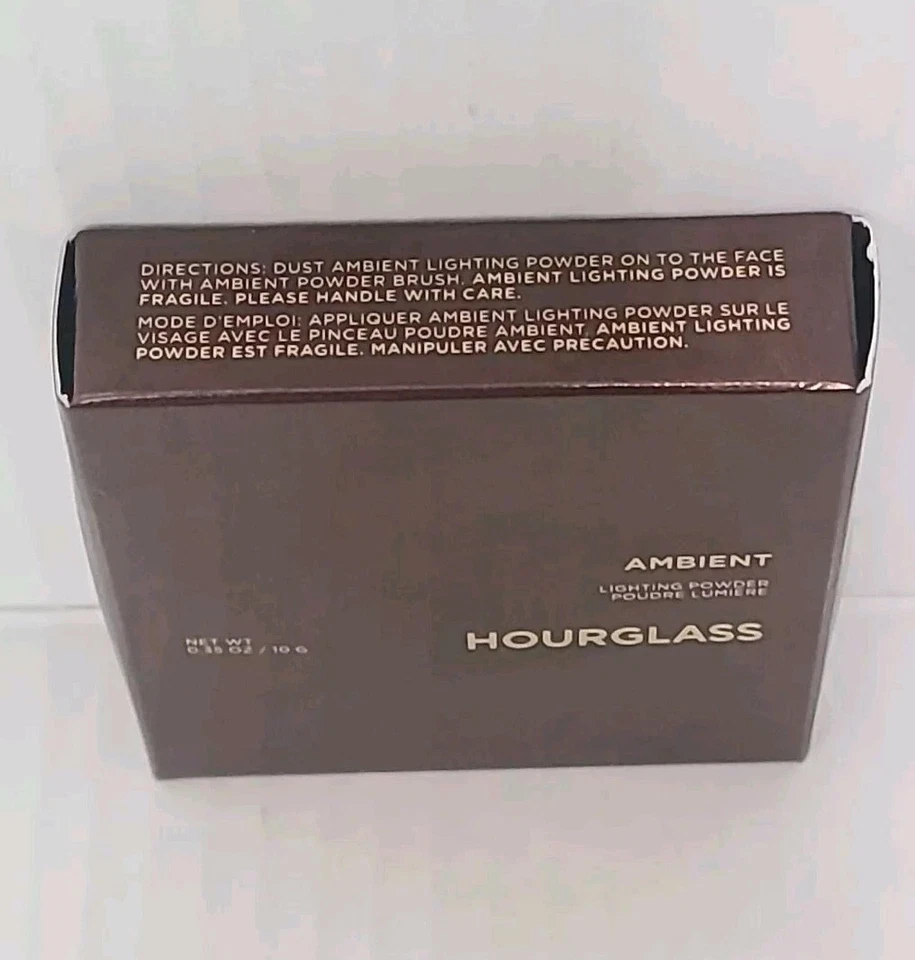 DIRECTIONS: DUST AMBIENT LIGHTING POWDER ON TO THE FACE
WITH AMBIENT POWDER BRUSH. AMBIENT LIGHTING POWDER IS
FRAGILE. PLEASE HANDLE WITH CARE.
MODE D'EMPLOI: APPLIQUER AMBIENT LIGHTING POWDER SUR LE
VISAGE AVEC LE PINCEAU POUDRE AMBIENT. AMBIENT LIGHTING
POWDER EST FRAGILE. MANIPULER AVEC PRÉCAUTION.
AMBIENT
LIGHTING POWDER
POUDRE LUMIÈRE
HOURGLASS
NET WT
0.35 OZ / 10 G